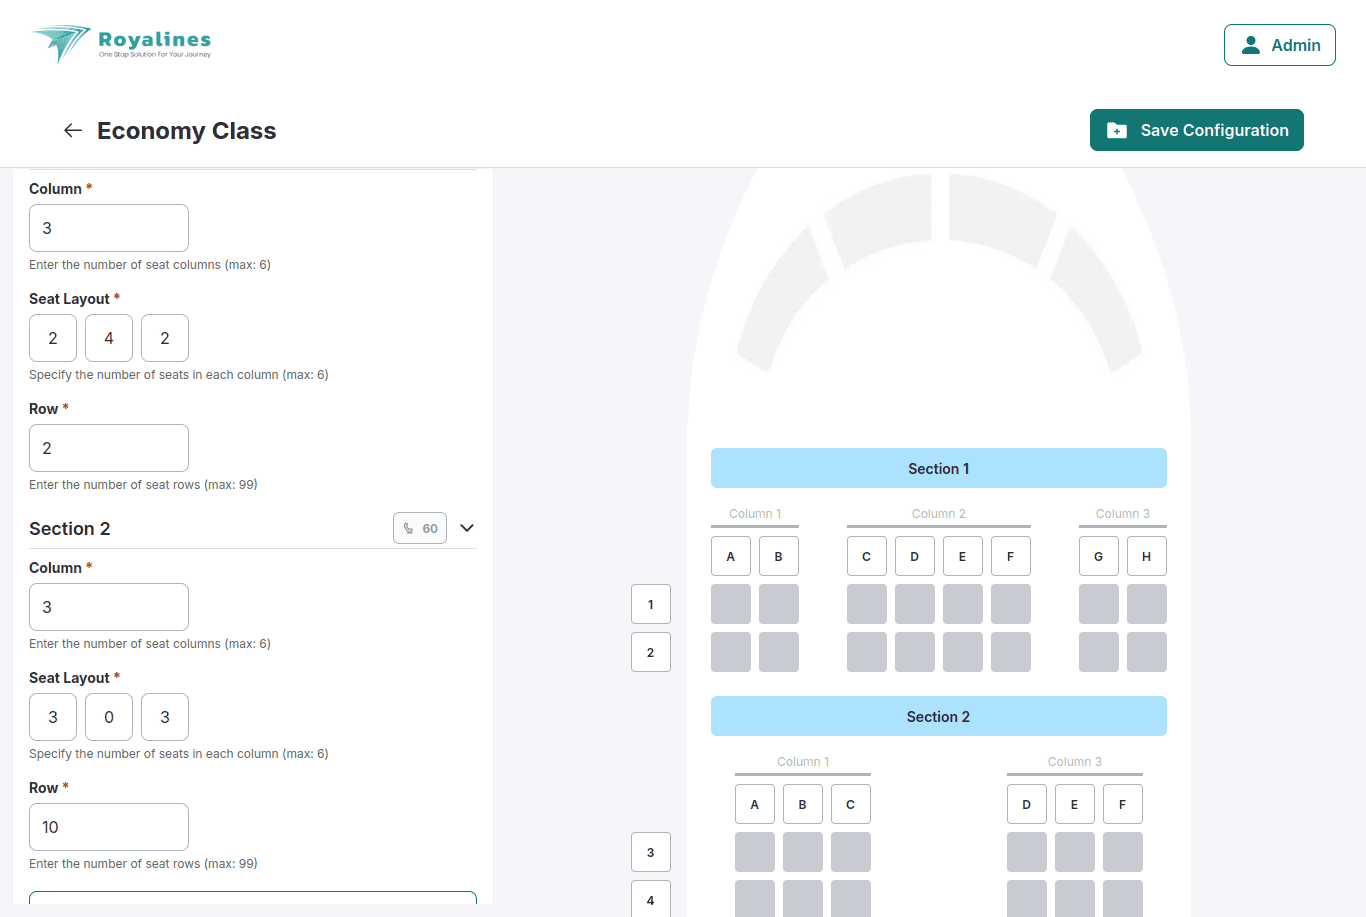 Royalines
One Stop Solution For Your Journey
Admin
Economy Class
Save Configuration
Column *
3
Enter the number of seat columns (max: 6)
Seat Layout *
2 4 2
Specify the number of seats in each column (max: 6)
Row *
2
Enter the number of seat rows (max: 99)
Section 2
60
Column *
3
Enter the number of seat columns (max: 6)
Seat Layout *
3 0 3
Specify the number of seats in each column (max: 6)
Row *
10
Enter the number of seat rows (max: 99)
Section 1
Column 1 Column 2 Column 3
A B C D E F G H
1
2
Section 2
Column 1 Column 3
A B C D E F
3
4